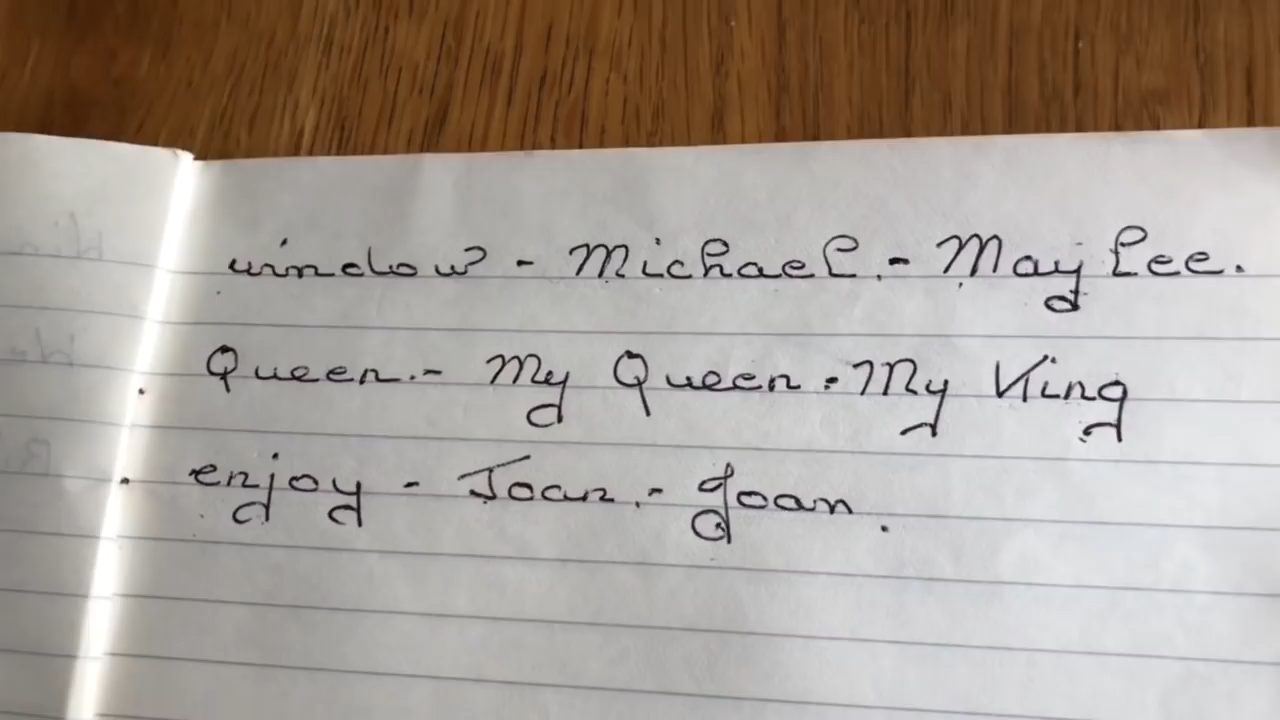 window - Michael. - May Lee.
. Queen. - My Queen. My King
. enjoy - Joan. - Joan.